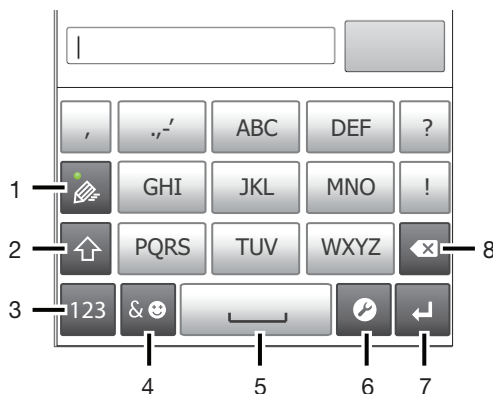 , .,-' ABC DEF ?
1 GHI JKL MNO !
2 PQRS TUV WXYZ 8
3 123 &
4 5 6 7